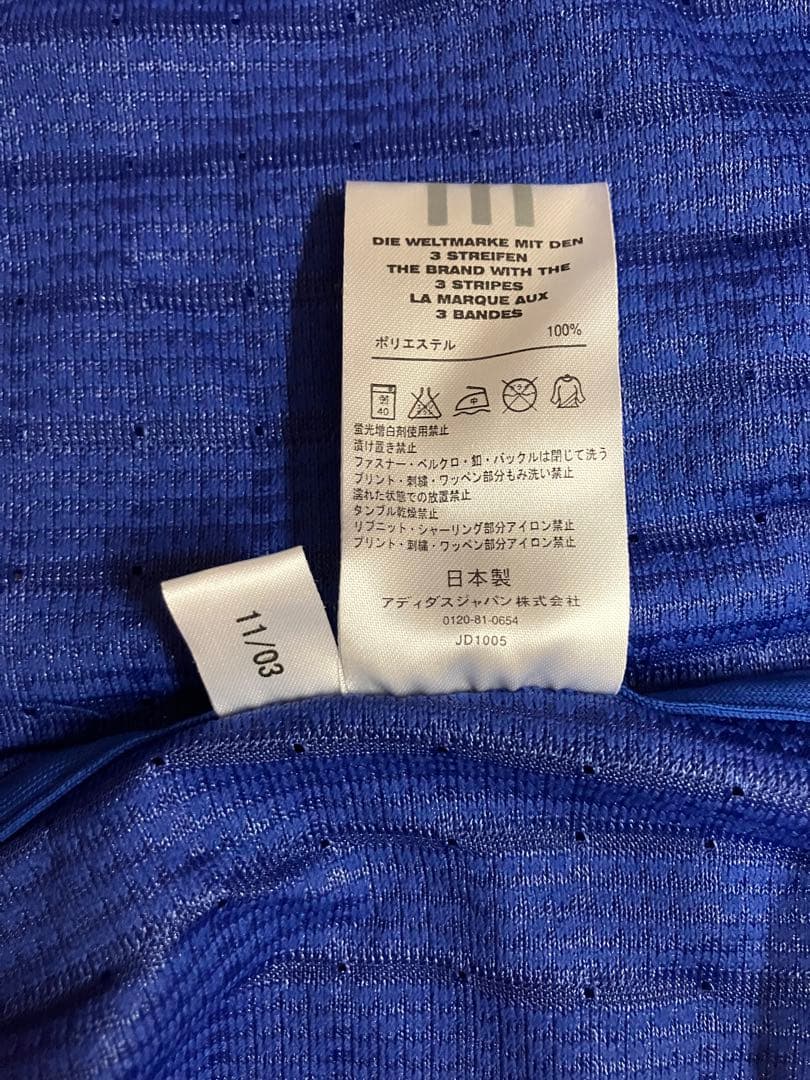 DIE WELTMARKE MIT DEN
3 STREIFEN
THE BRAND WITH THE
3 STRIPES
LA MARQUE AUX
3 BANDES
ポリエステル 100%
40 中
蛍光増白剤使用禁止
漬け置き禁止
ファスナー・ベルクロ・釦・バックルは閉じて洗う
プリント・刺繍・ワッペン部分もみ洗い禁止
濡れた状態での放置禁止
タンブル乾燥禁止
リブニット・シャーリング部分アイロン禁止
プリント・刺繍・ワッペン部分アイロン禁止
日本製
アディダスジャパン株式会社
0120-81-0654
JD1005
11/03